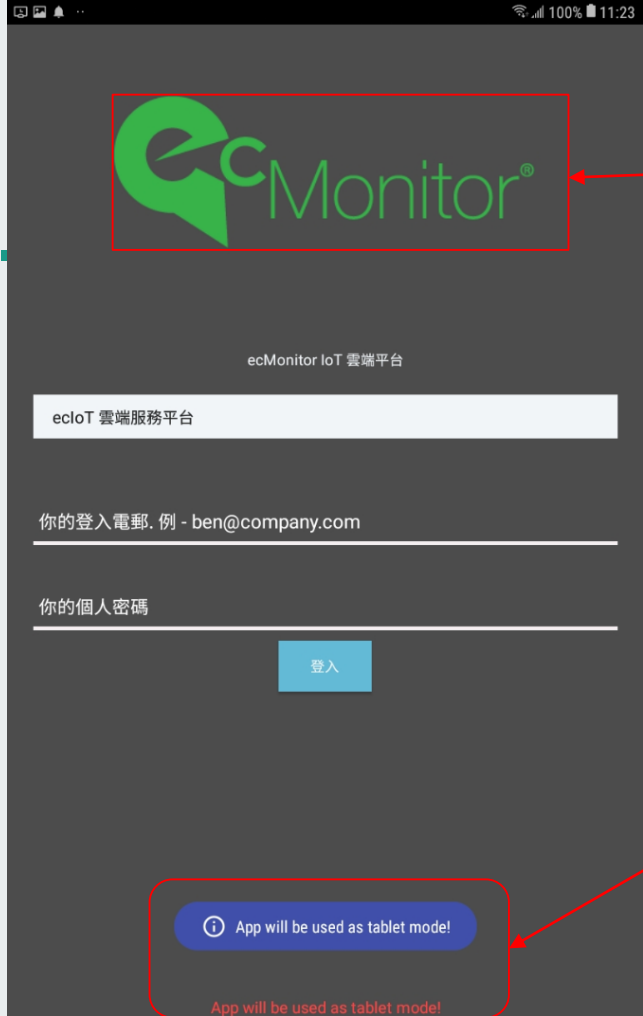 100% 11:23
ecMonitor®
ecMonitor IoT 雲端平台
ecIoT 雲端服務平台
你的登入電郵. 例 - ben@company.com
你的個人密碼
登入
App will be used as tablet mode!
App will be used as tablet mode!